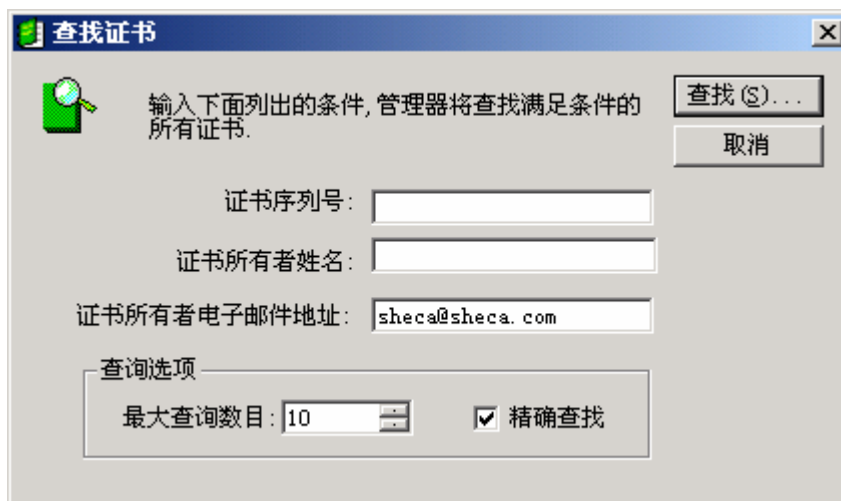 查找证书
输入下面列出的条件,管理器将查找满足条件的
所有证书.
查找(S)...
取消
证书序列号:
证书所有者姓名:
证书所有者电子邮件地址: sheca@sheca.com
查询选项
最大查询数目: 10 精确查找